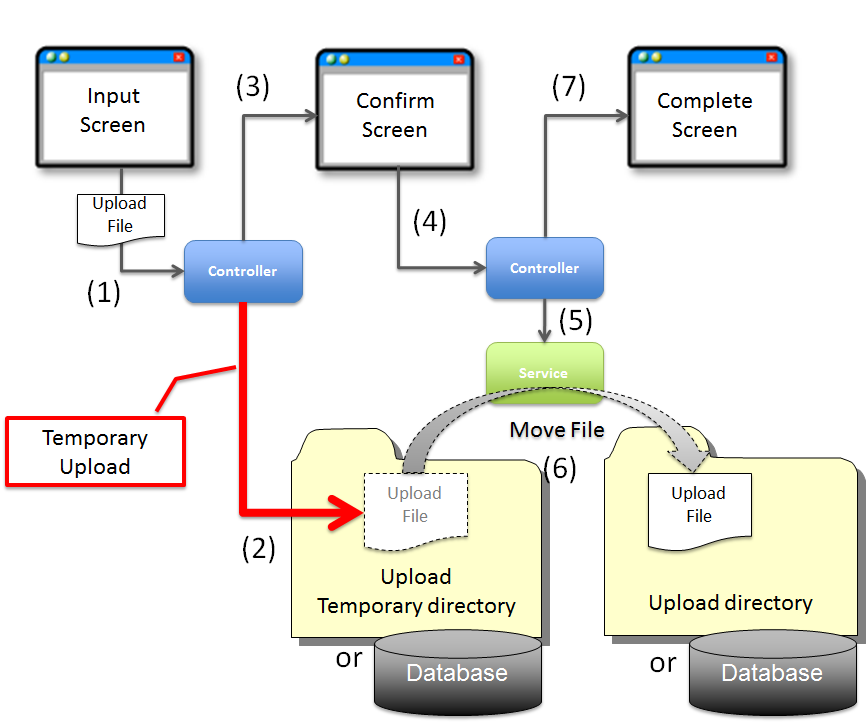 Input
Screen
(3)
Confirm
Screen
(7)
Complete
Screen
Upload
File
(1)
Controller
(4)
Controller
(5)
Service
Temporary
Upload
Move File
(6)
Upload
File
Upload
File
(2)
Upload
Temporary directory
Upload directory
or
Database
or
Database